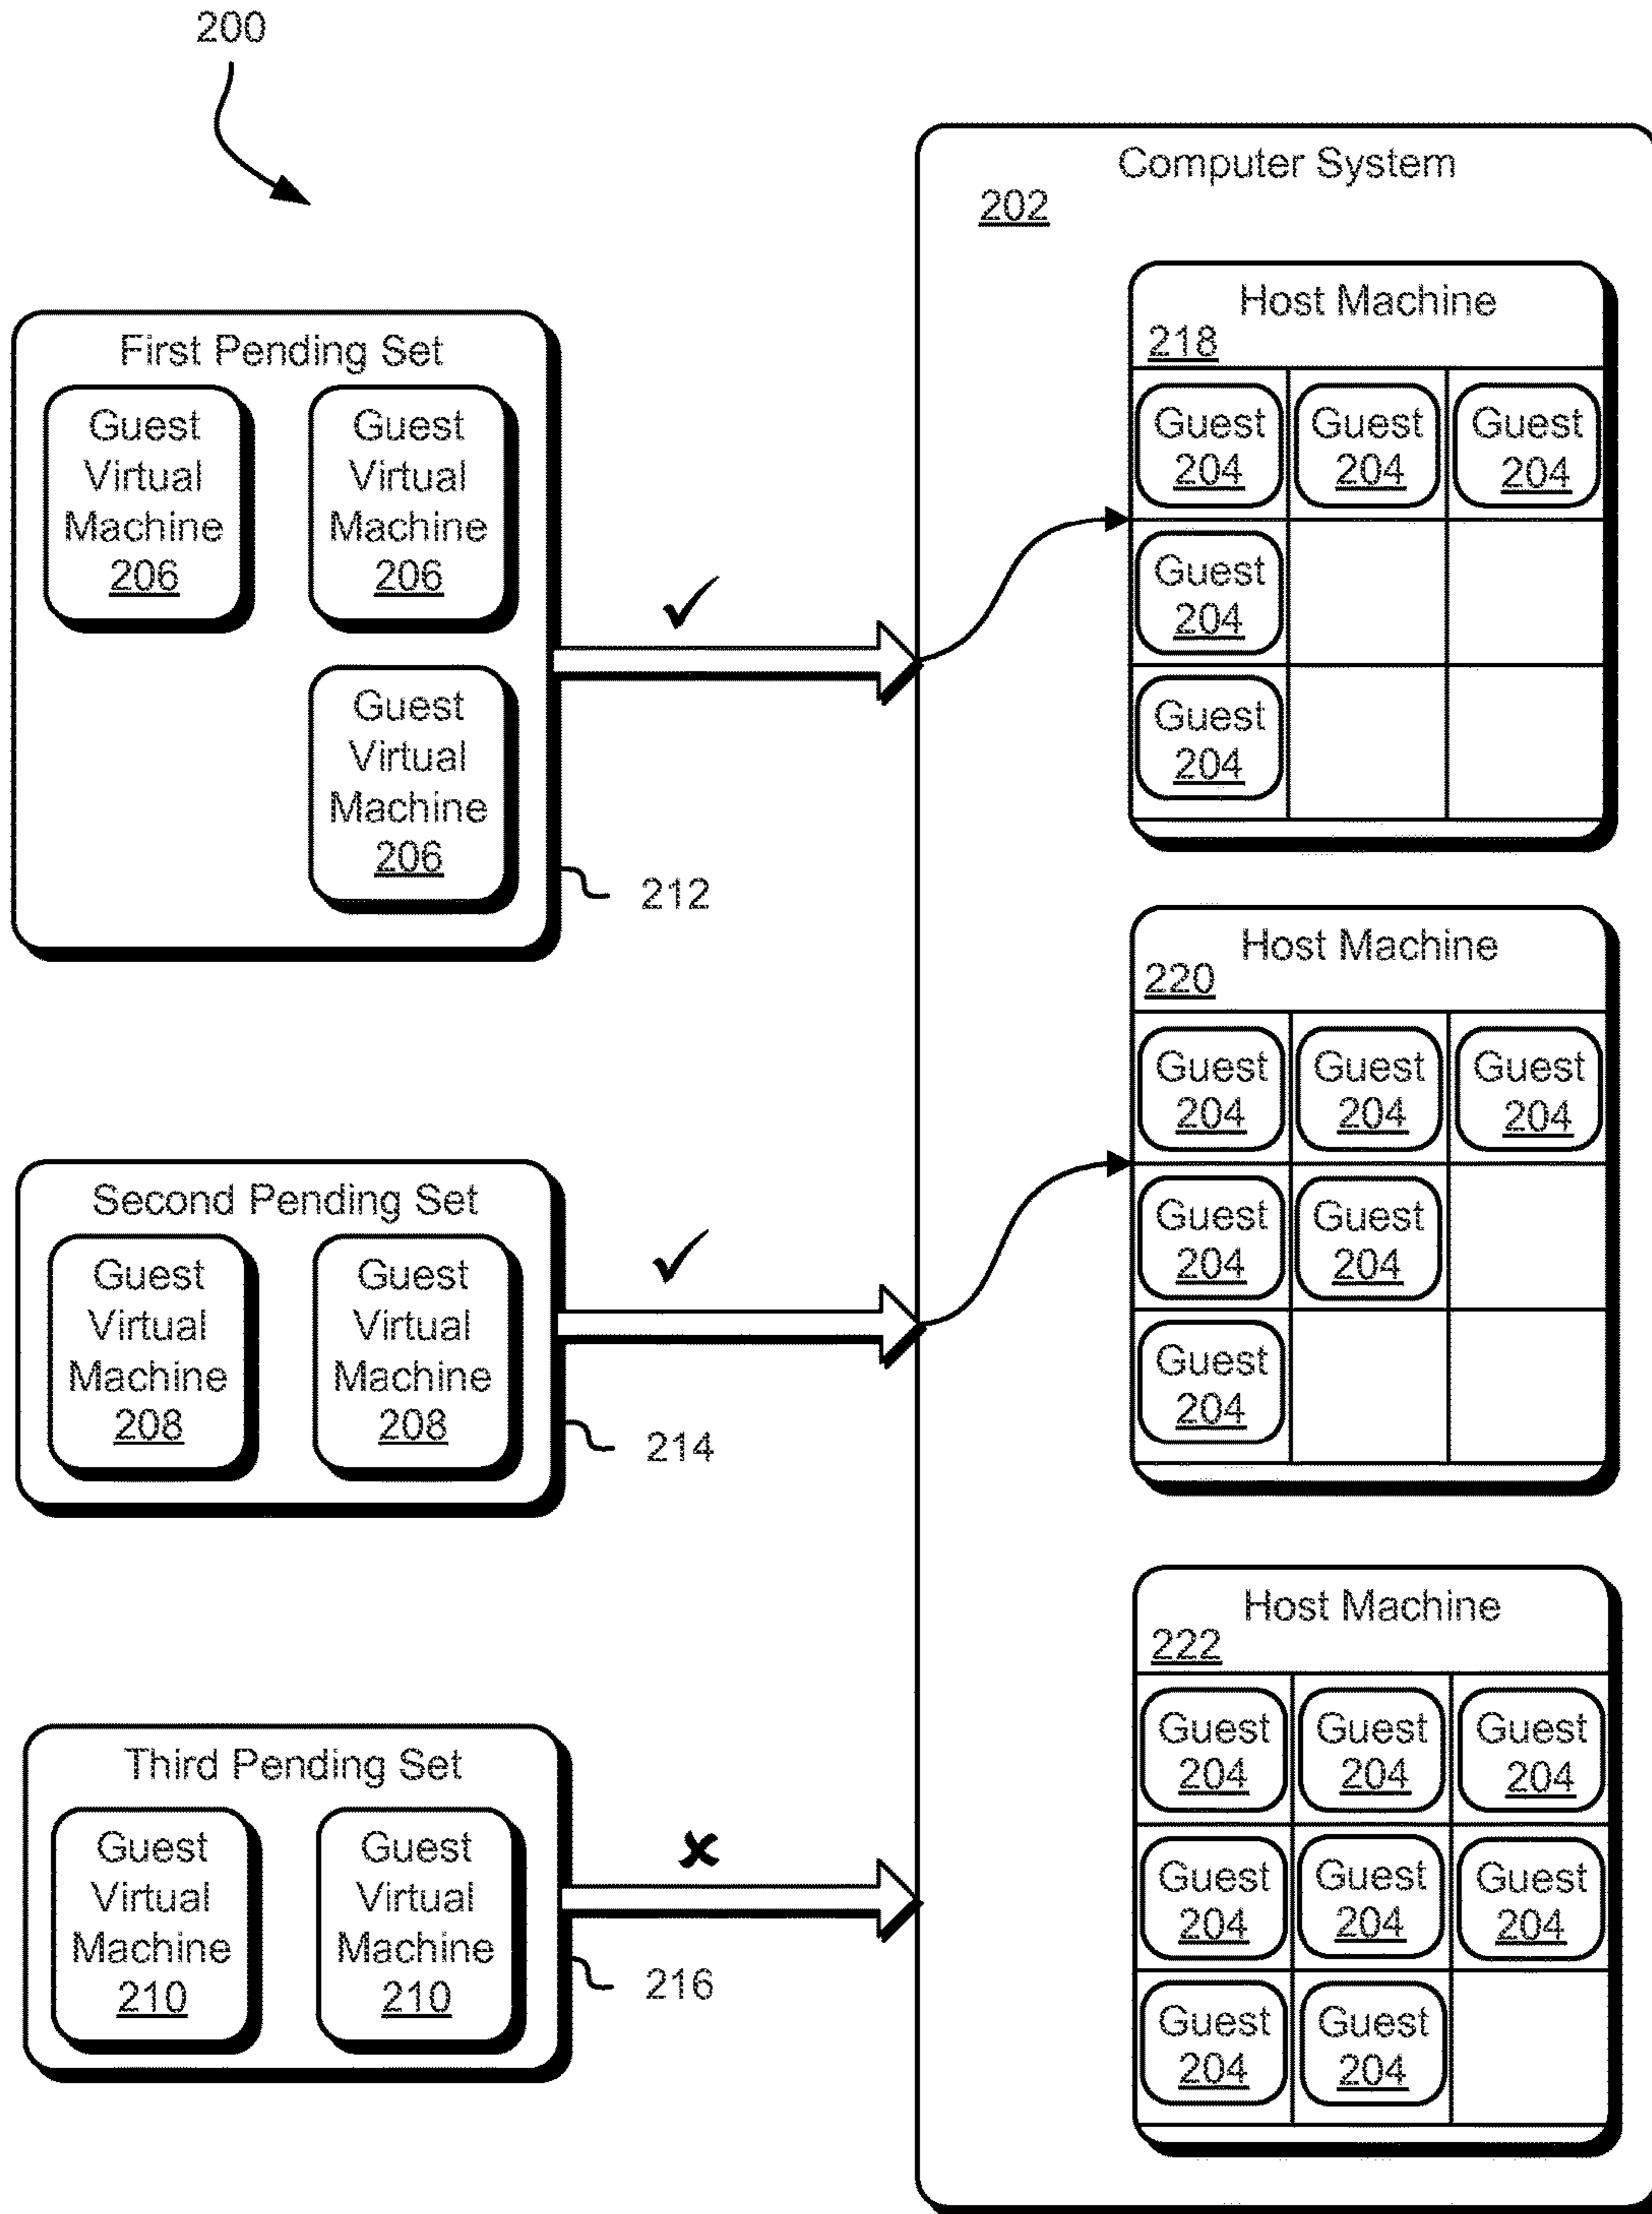 200
Computer System
202
First Pending Set
Guest
Virtual
Machine
206
Guest
Virtual
Machine
206
Guest
Virtual
Machine
206
212
Host Machine
218
Guest
204
Guest
204
Guest
204
Guest
204
Guest
204
Second Pending Set
Guest
Virtual
Machine
208
Guest
Virtual
Machine
208
214
Host Machine
220
Guest
204
Guest
204
Guest
204
Guest
204
Guest
204
Guest
204
Third Pending Set
Guest
Virtual
Machine
210
Guest
Virtual
Machine
210
216
Host Machine
222
Guest
204
Guest
204
Guest
204
Guest
204
Guest
204
Guest
204
Guest
204
Guest
204